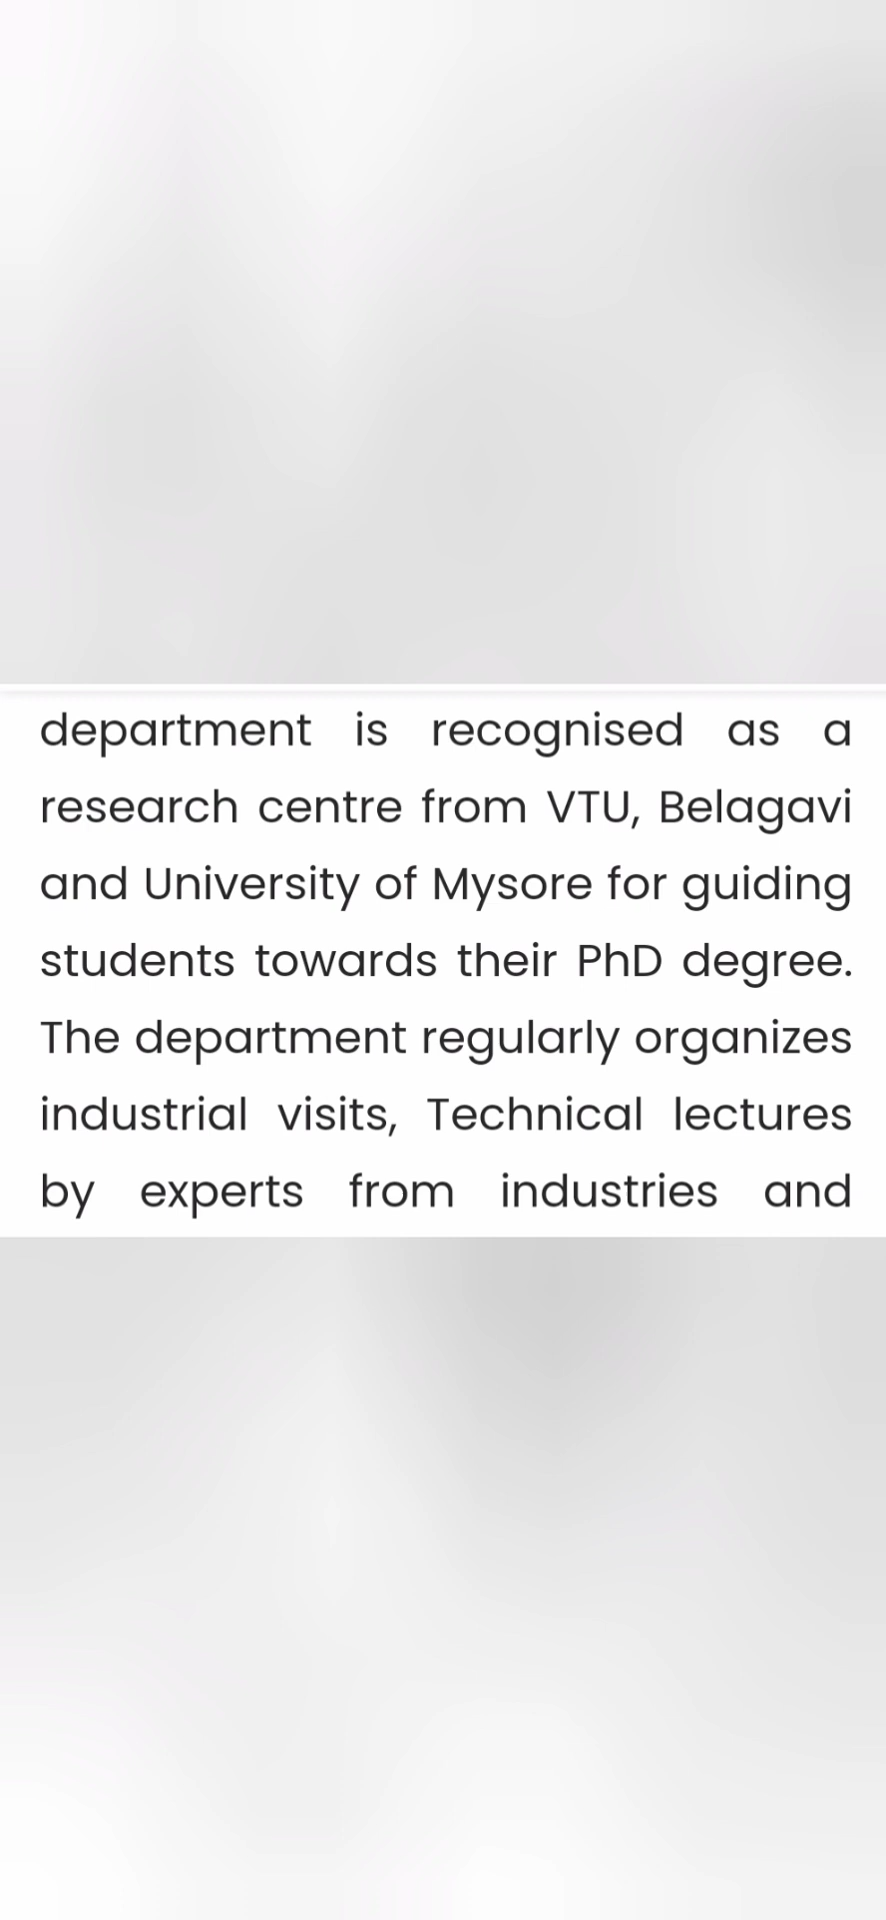 department is recognised as a
research centre from VTU, Belagavi
and University of Mysore for guiding
students towards their PhD degree.
The department regularly organizes
industrial visits, Technical lectures
by experts from industries and